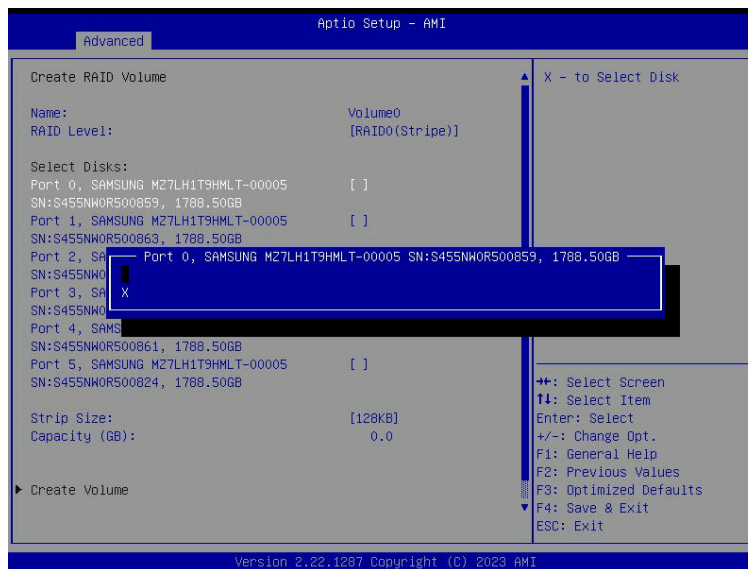 Aptio Setup – AMI
Advanced
Create RAID Volume
Name: Volume0
RAID Level: [RAID0(Stripe)]
Select Disks:
Port 0, SAMSUNG MZ7LH1T9HMLT-00005 [ ]
SN:S455NW0R500859, 1788.50GB
Port 1, SAMSUNG MZ7LH1T9HMLT-00005 [ ]
SN:S455NW0R500863, 1788.50GB
Port 2, SA
SN:S455NW0
Port 3, SA
SN:S455NW0
Port 4, SAMS
SN:S455NW0R500861, 1788.50GB
Port 5, SAMSUNG MZ7LH1T9HMLT-00005 [ ]
SN:S455NW0R500824, 1788.50GB
Strip Size: [128KB]
Capacity (GB): 0.0
Create Volume
Port 0, SAMSUNG MZ7LH1T9HMLT-00005 SN:S455NW0R500859, 1788.50GB
X
X – to Select Disk
→←: Select Screen
↑↓: Select Item
Enter: Select
+/-: Change Opt.
F1: General Help
F2: Previous Values
F3: Optimized Defaults
F4: Save & Exit
ESC: Exit
Version 2.22.1287 Copyright (C) 2023 AMI